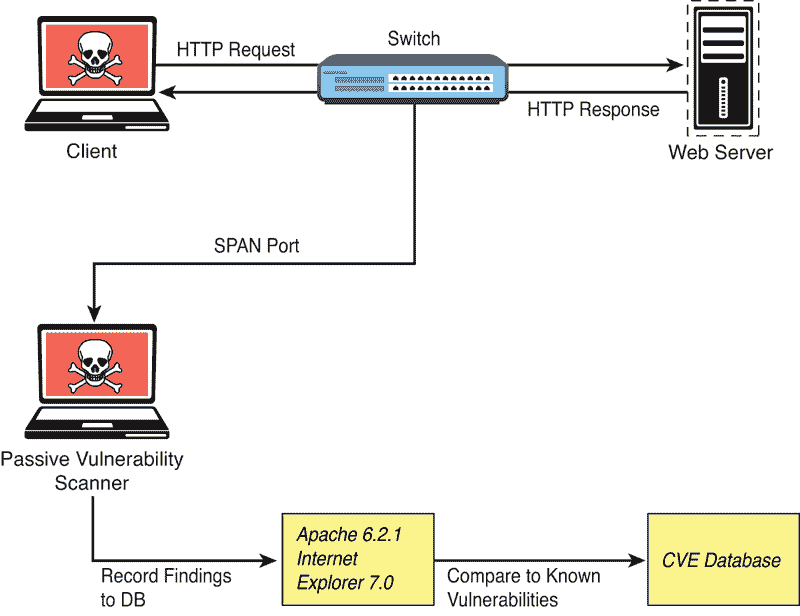 HTTP Request
Switch
HTTP Response
Client
Web Server
SPAN Port
Passive Vulnerability
Scanner
Record Findings
to DB
Apache 6.2.1
Internet
Explorer 7.0
Compare to Known
Vulnerabilities
CVE Database